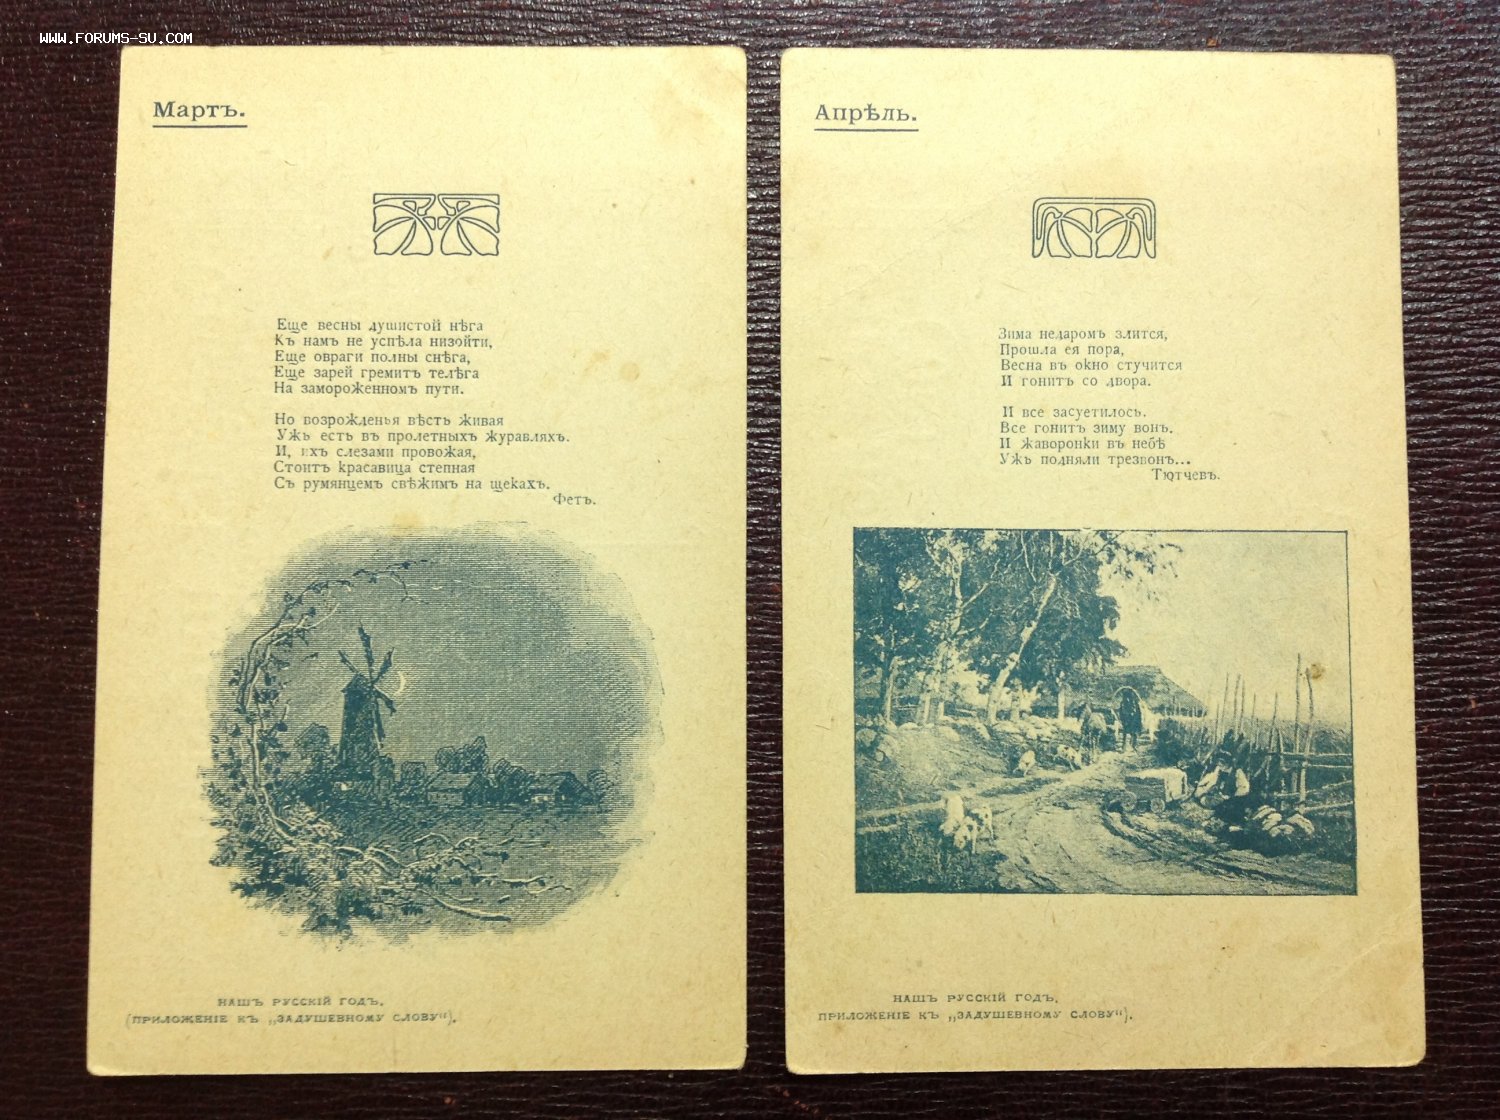 WWW.FORUMS-SU.COM
Мартъ.
Еще весны душистой нѣга
Къ намъ не успѣла низойти,
Еще овраги полны снѣга,
Еще зарей гремитъ телѣга
На замороженномъ пути.
Но возрожденья вѣсть живая
Ужъ есть въ пролетныхъ журавляхъ.
И, ихъ слезами провожая,
Стоитъ красавица степная
Съ румянцемъ свѣжимъ на щекахъ.
Фетъ.
НАШЪ РУССКІЙ ГОДЪ.
(ПРИЛОЖЕНІЕ КЪ „ЗАДУШЕВНОМУ СЛОВУ“).
Апрѣль.
Зима недаромъ злится,
Прошла ея пора,
Весна въ окно стучится
И гонитъ со двора.
И все засуетилось.
Все гонитъ зиму вонъ.
И жаворонки въ небѣ
Ужъ подняли трезвонъ...
Тютчевъ.
НАШЪ РУССКІЙ ГОДЪ.
ПРИЛОЖЕНІЕ КЪ „ЗАДУШЕВНОМУ СЛОВУ“).